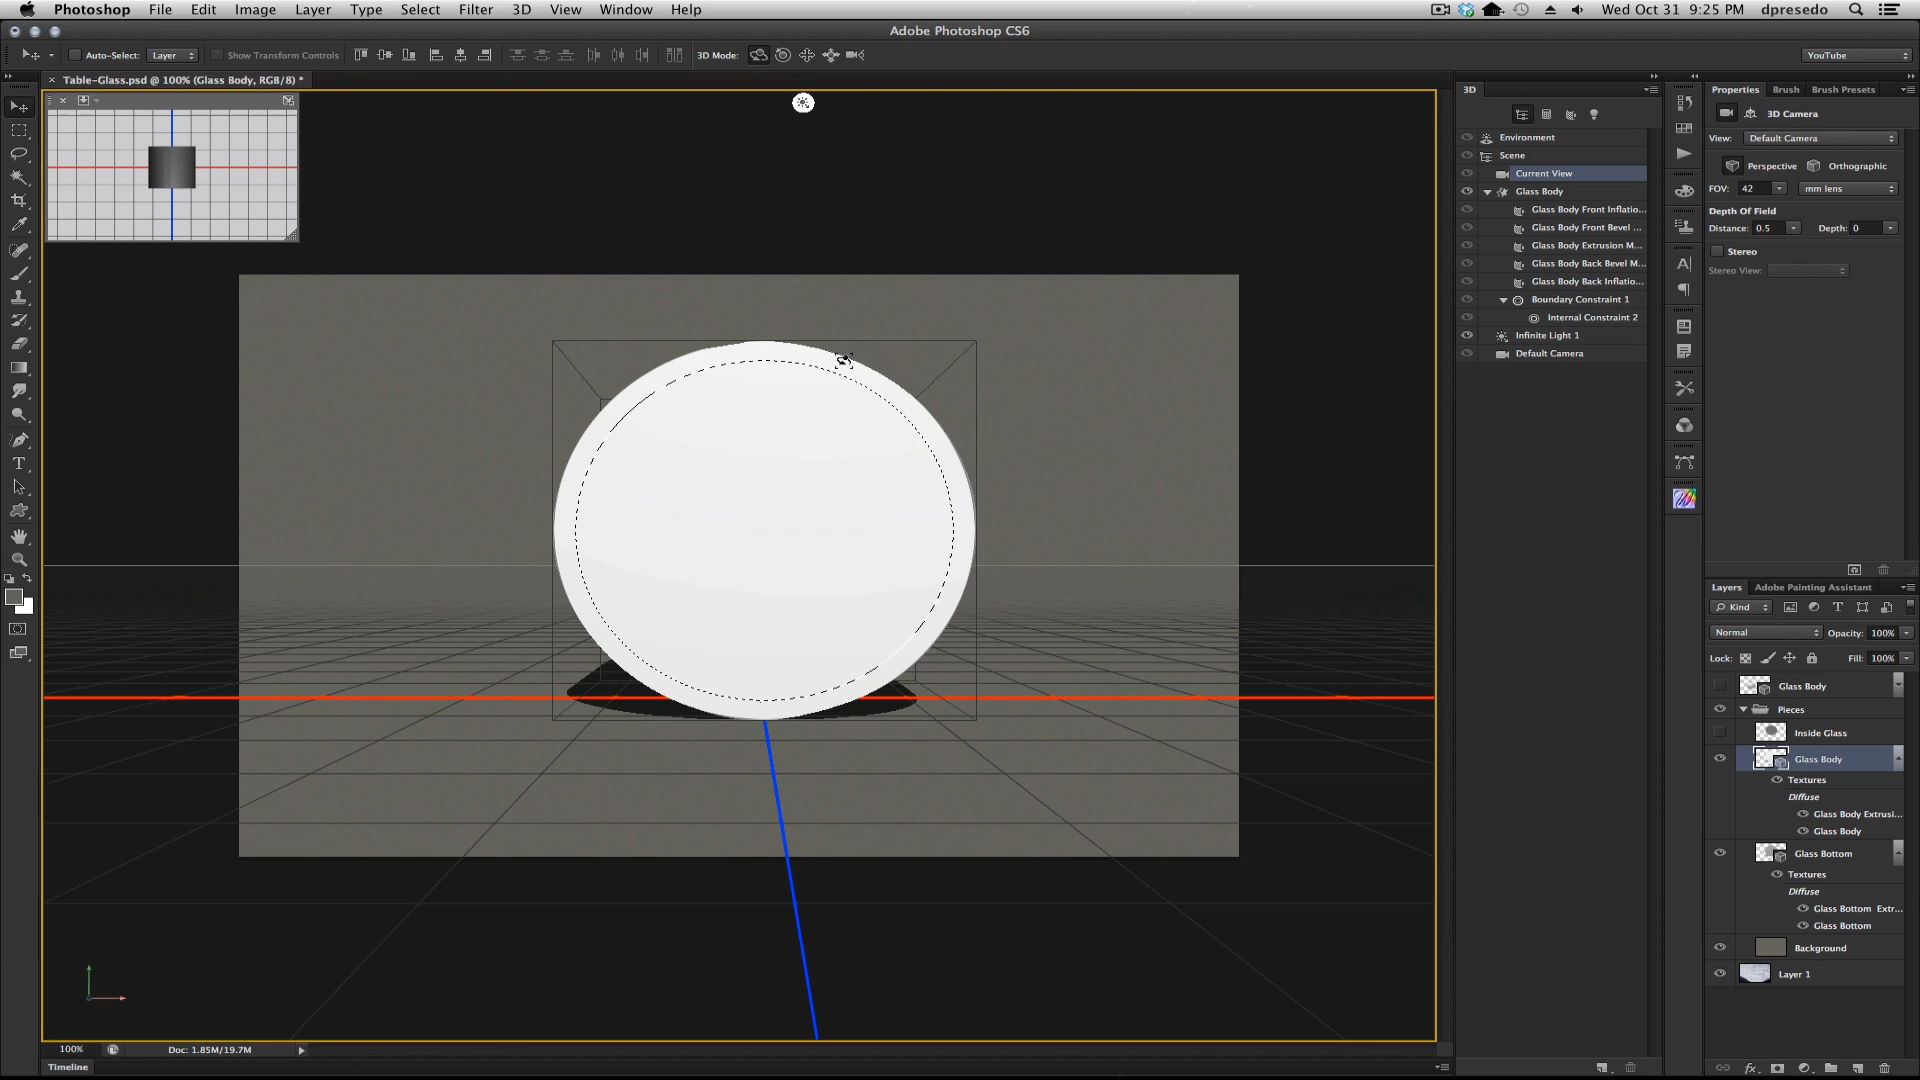 Photoshop File Edit Image Layer Type Select Filter 3D View Window Help Wed Oct 31 9:25 PM dpresedo
Adobe Photoshop CS6
Auto-Select: Layer Show Transform Controls 3D Mode: YouTube
Table-Glass.psd @ 100% (Glass Body, RGB/8) *
3D
Environment
Scene
Current View
Glass Body
Glass Body Front Inflatio...
Glass Body Front Bevel ...
Glass Body Extrusion M...
Glass Body Back Bevel M...
Glass Body Back Inflatio...
Boundary Constraint 1
Internal Constraint 2
Infinite Light 1
Default Camera
Properties Brush Brush Presets
3D Camera
View: Default Camera
Perspective Orthographic
FOV: 42 mm lens
Depth Of Field
Distance: 0.5 Depth: 0
Stereo
Stereo View:
Layers Adobe Painting Assistant
Kind
Normal Opacity: 100%
Lock: Fill: 100%
Glass Body
Pieces
Inside Glass
Glass Body
Textures
Diffuse
Glass Body Extrusi...
Glass Body
Glass Bottom
Textures
Diffuse
Glass Bottom Extr...
Glass Bottom
Background
Layer 1
100% Doc: 1.85M/19.7M
Timeline